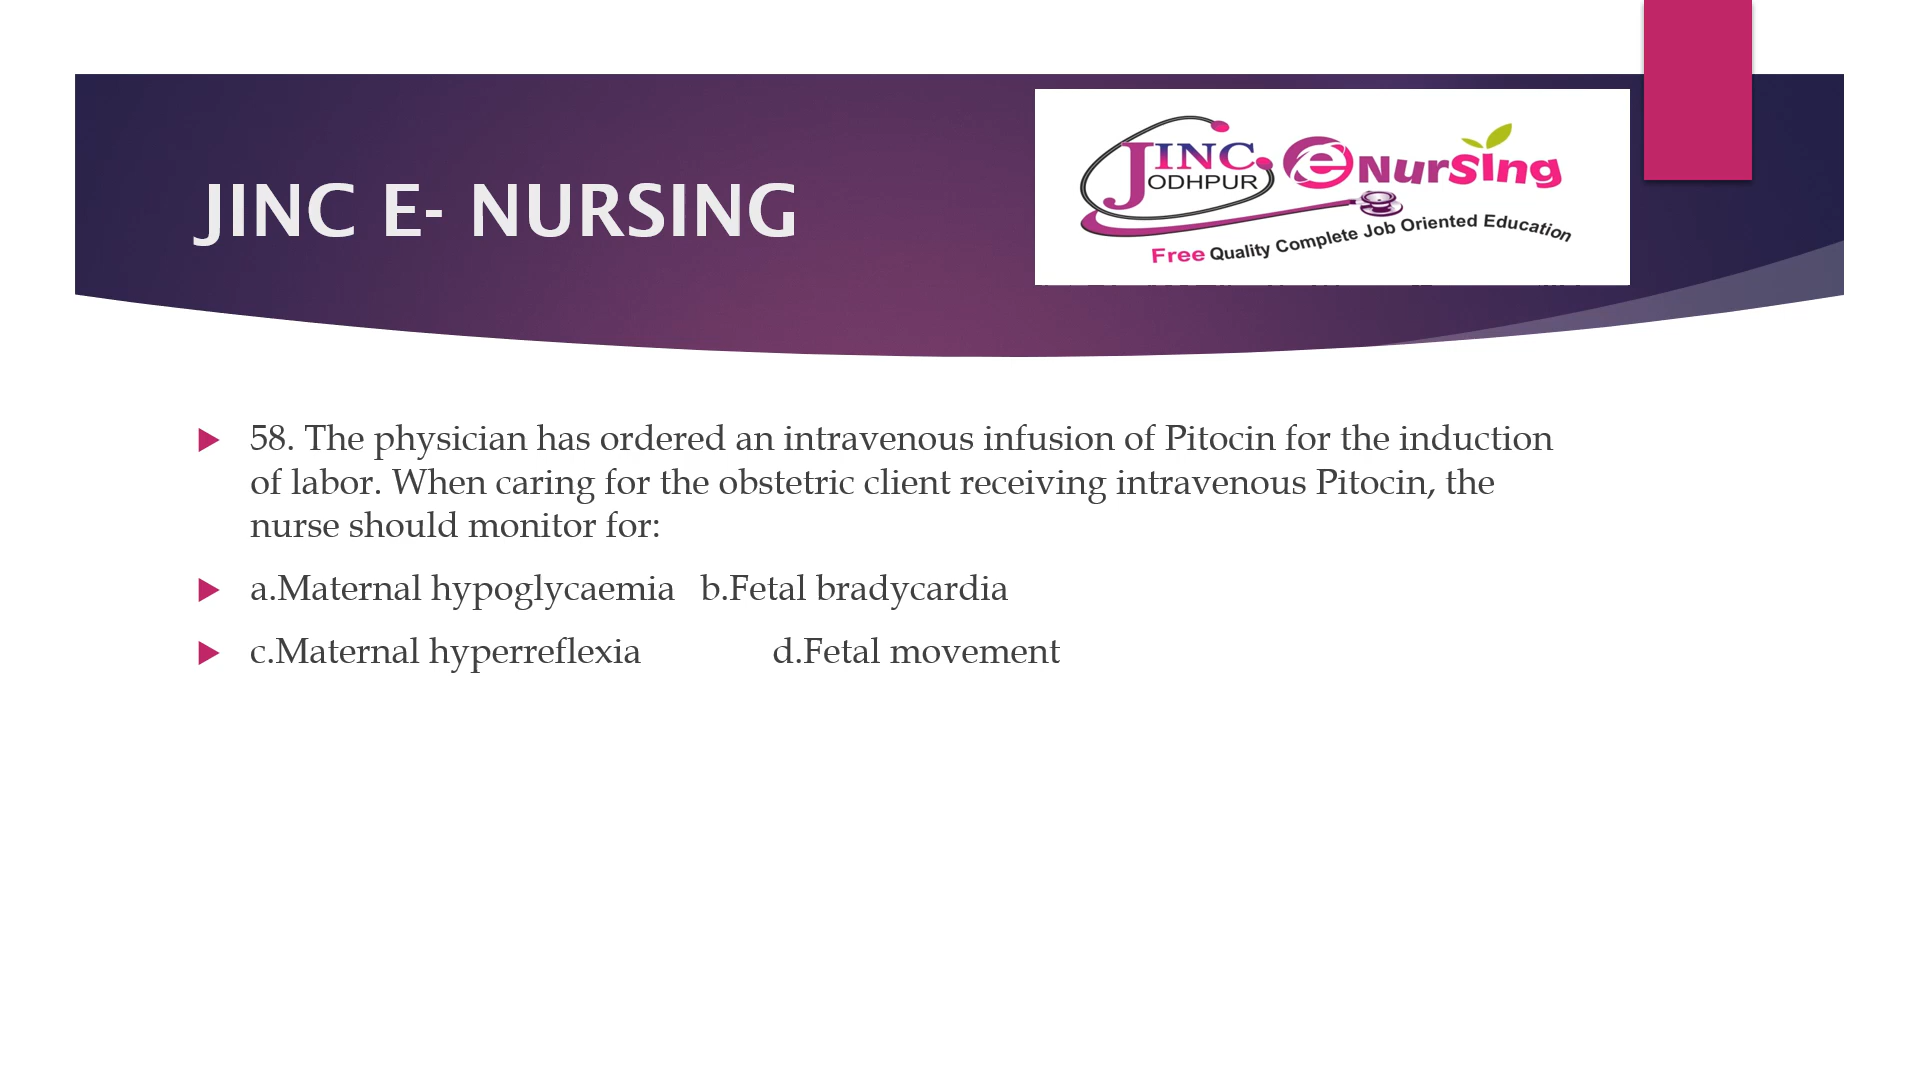 JINC E- NURSING
JINC. eNursing
ODHPUR
Free Quality Complete Job Oriented Education
58. The physician has ordered an intravenous infusion of Pitocin for the induction
of labor. When caring for the obstetric client receiving intravenous Pitocin, the
nurse should monitor for:
a.Maternal hypoglycaemia b.Fetal bradycardia
c.Maternal hyperreflexia d.Fetal movement